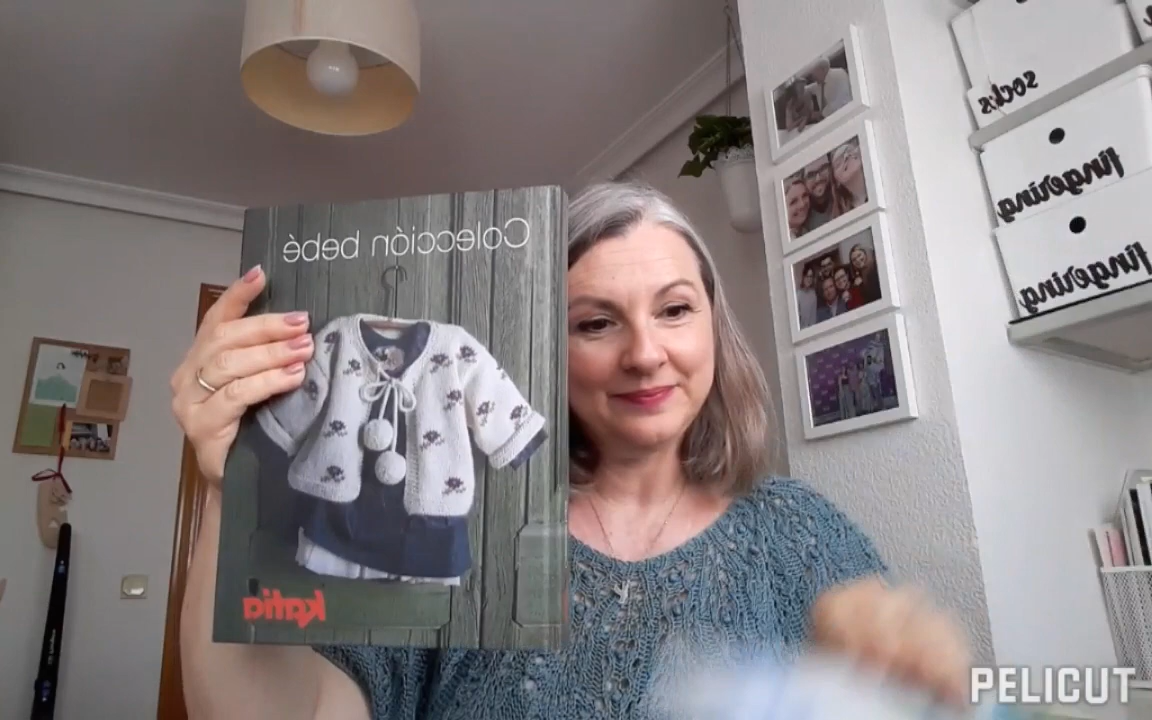 Colección bebé
katia
socks
fingering
fingering
PELICUT